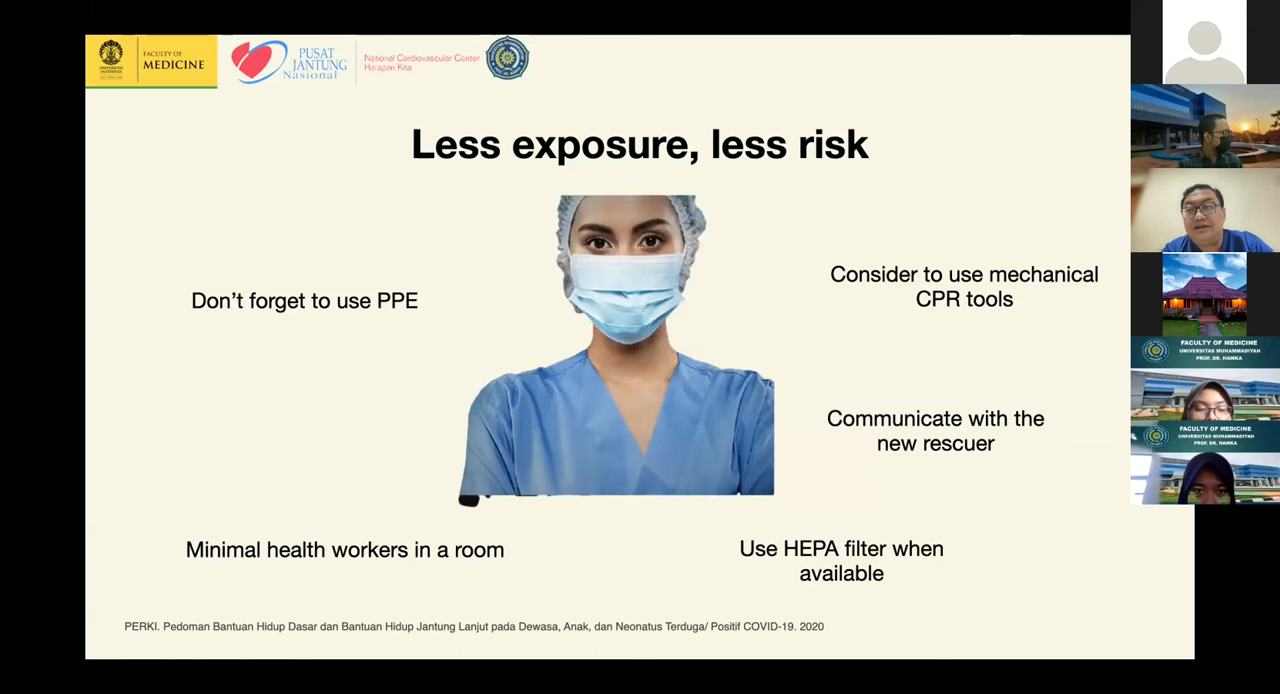 UNIVERSITAS
INDONESIA
FACULTY OF
MEDICINE
PUSAT
JANTUNG
Nasional
National Cardiovascular Center
Harapan Kita
Less exposure, less risk
Don’t forget to use PPE
Consider to use mechanical
CPR tools
Communicate with the
new rescuer
Minimal health workers in a room
Use HEPA filter when
available
PERKI. Pedoman Bantuan Hidup Dasar dan Bantuan Hidup Jantung Lanjut pada Dewasa, Anak, dan Neonatus Terduga/ Positif COVID-19. 2020
FACULTY OF MEDICINE
UNIVERSITAS MUHAMMADIYAH
PROF. DR. HAMKA
FACULTY OF MEDICINE
UNIVERSITAS MUHAMMADIYAH
PROF. DR. HAMKA